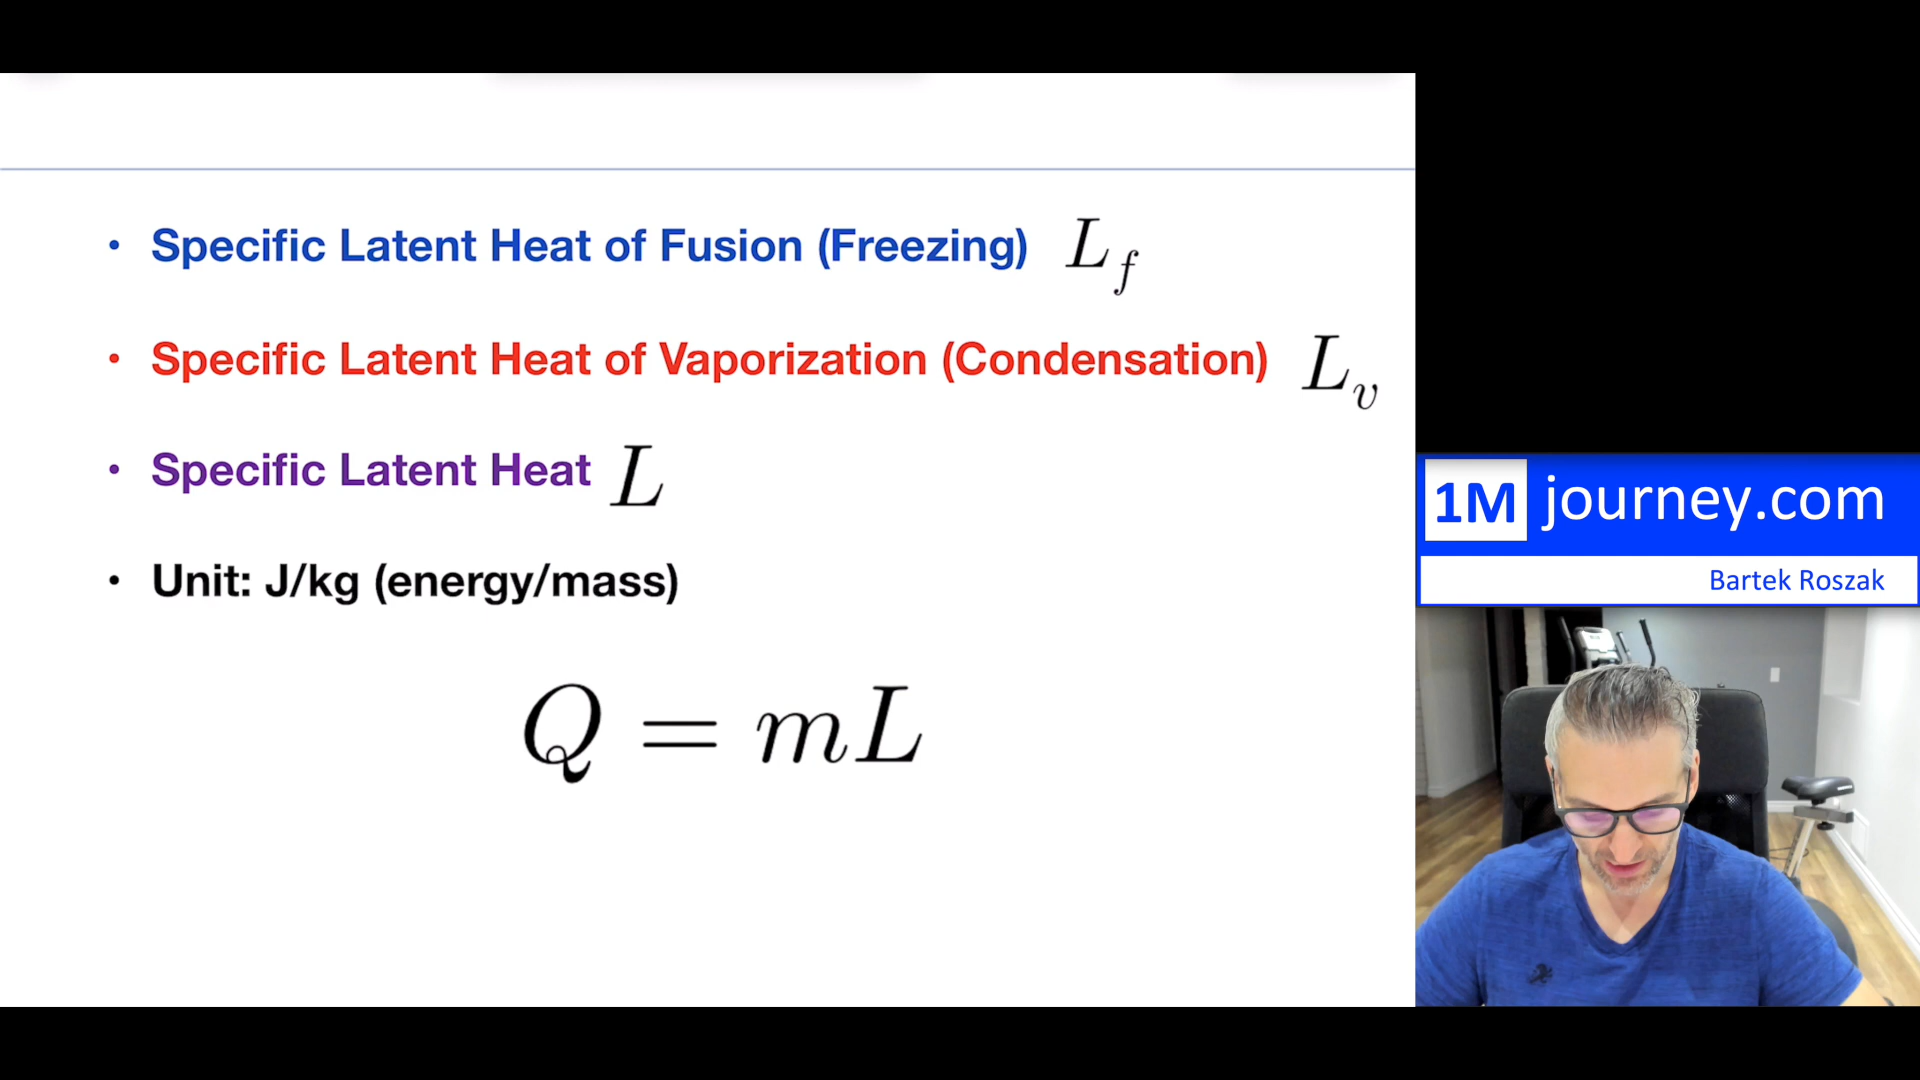 • Specific Latent Heat of Fusion (Freezing) L_f
• Specific Latent Heat of Vaporization (Condensation) L_v
• Specific Latent Heat L
• Unit: J/kg (energy/mass)
Q = mL
1M journey.com
Bartek Roszak